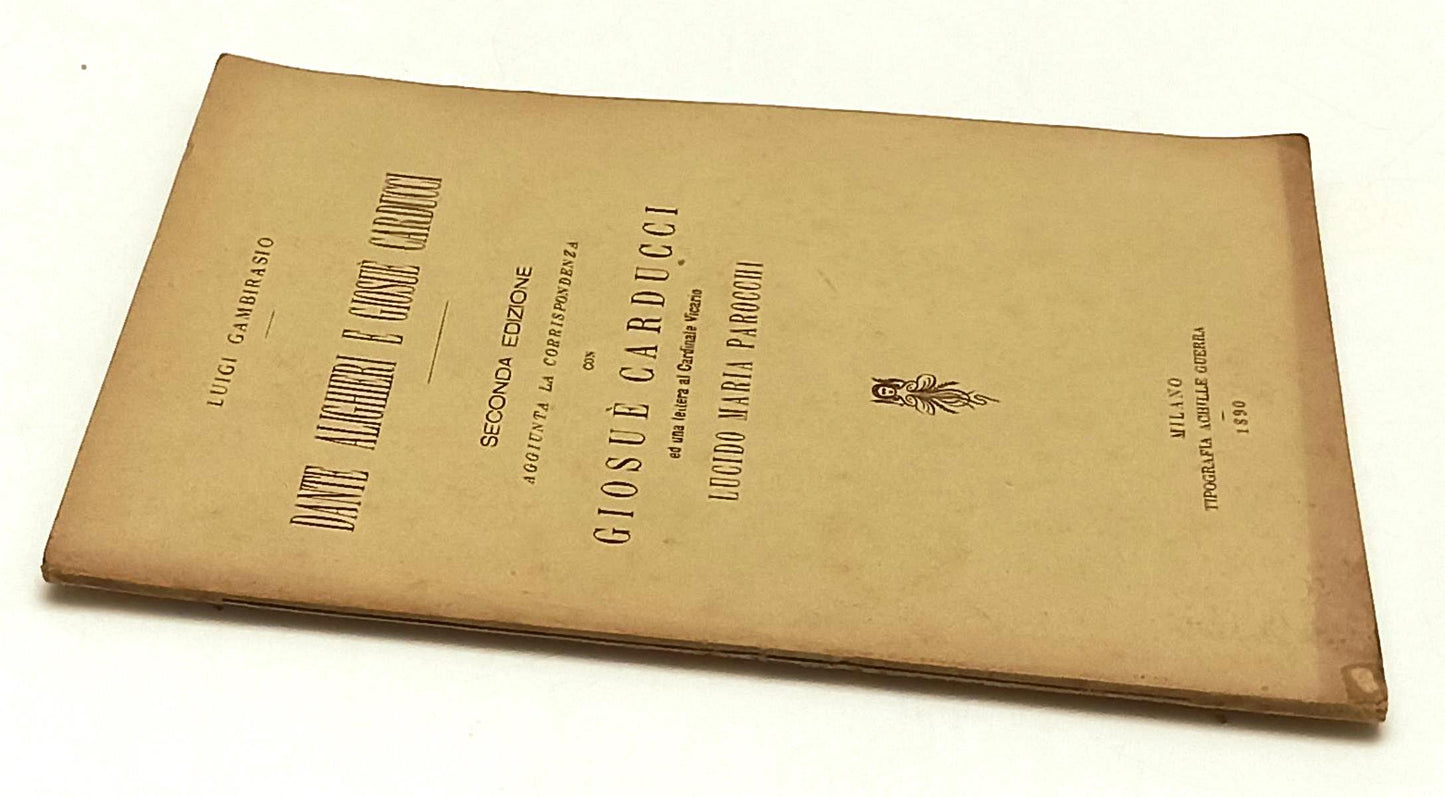 LUIGI GAMBIRASIO
DANTE ALIGHIERI E GIOSUÈ CARDUCCI
SECONDA EDIZIONE
AGGIUNTA LA CORRISPONDENZA
CON
GIOSUÈ CARDUCCI
ed una lettera al Cardinale Vicario
LUCIDO MARIA PAROCCHI
MILANO
TIPOGRAFIA ACHILLE GUERRA
1890